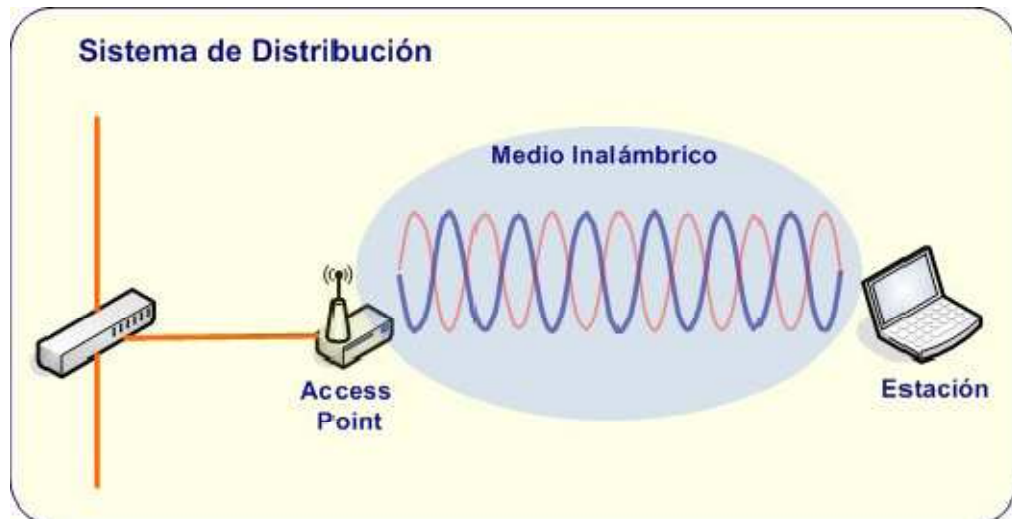 Sistema de Distribución
Medio Inalámbrico
Access
Point
Estación